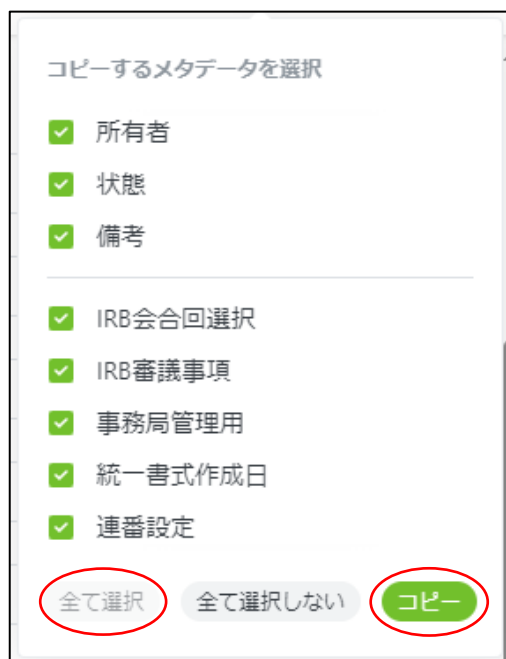 コピーするメタデータを選択
所有者
状態
備考
IRB会合回選択
IRB審議事項
事務局管理用
統一書式作成日
連番設定
全て選択 全て選択しない コピー